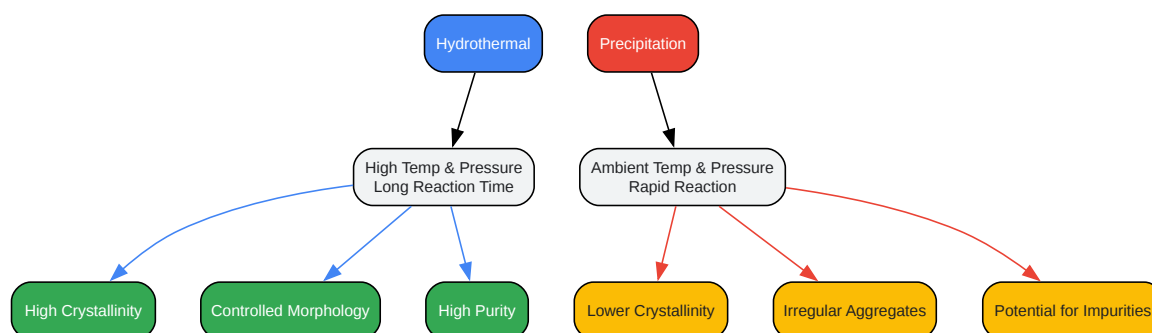 Hydrothermal
Precipitation
High Temp & Pressure
Long Reaction Time
Ambient Temp & Pressure
Rapid Reaction
High Crystallinity
Controlled Morphology
High Purity
Lower Crystallinity
Irregular Aggregates
Potential for Impurities